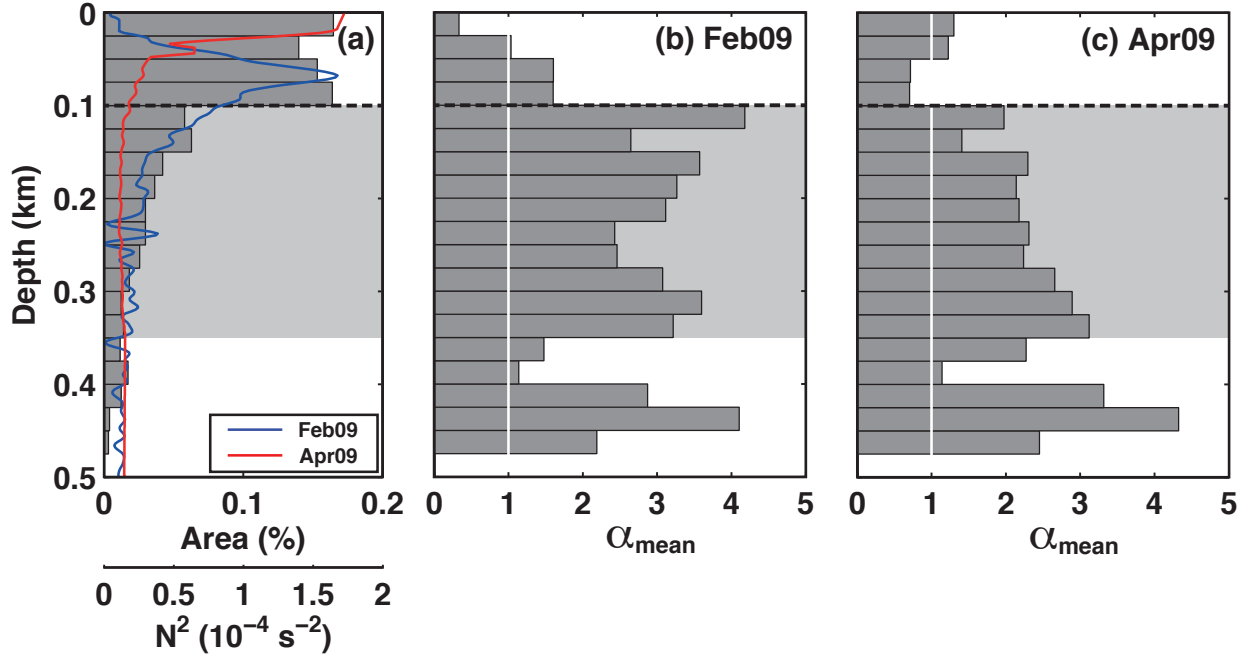 (a)
(b) Feb09
(c) Apr09
0
0.1
0.2
0.3
0.4
0.5
Depth (km)
Feb09
Apr09
0 0.1 0.2
Area (%)
0 0.5 1 1.5 2
N² (10⁻⁴ s⁻²)
0 1 2 3 4 5
αmean
0 1 2 3 4 5
αmean